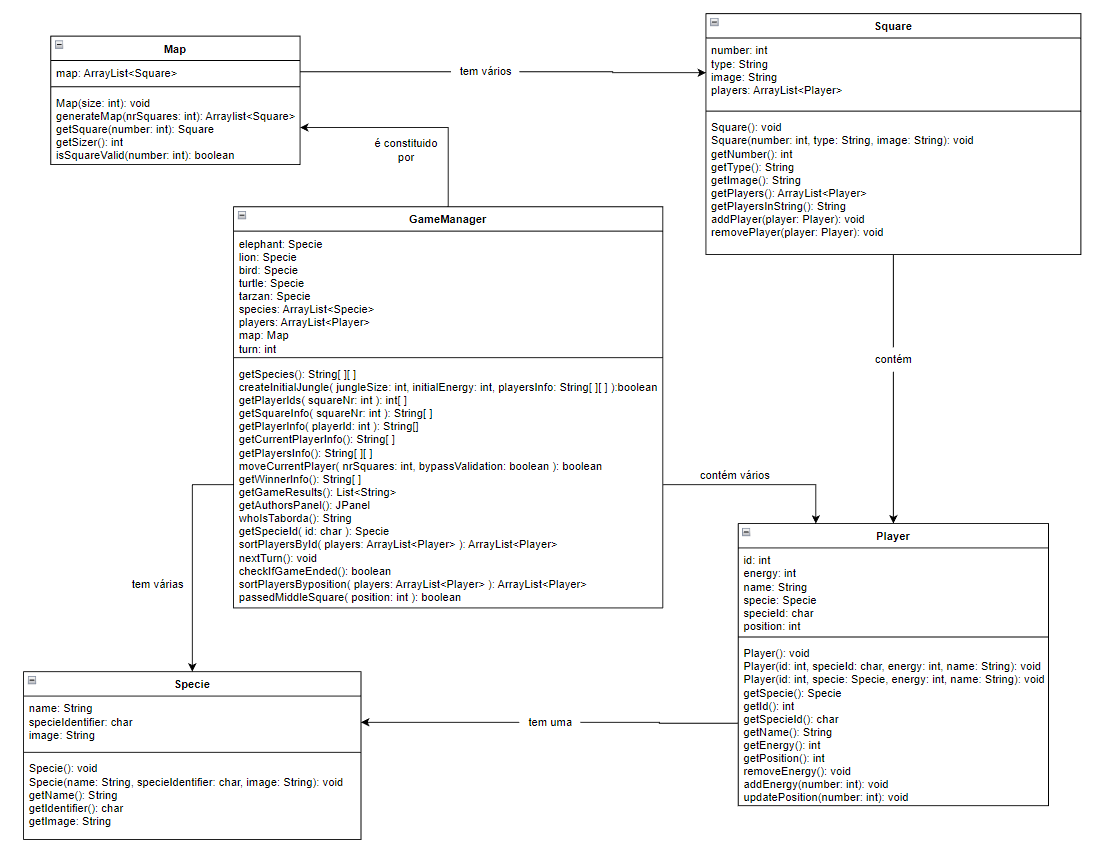 Map
map: ArrayList<Square>
Map(size: int): void
generateMap(nrSquares: int): Arraylist<Square>
getSquare(number: int): Square
getSizer(): int
isSquareValid(number: int): boolean
tem vários
Square
number: int
type: String
image: String
players: ArrayList<Player>
Square(): void
Square(number: int, type: String, image: String): void
getNumber(): int
getType(): String
getImage(): String
getPlayers(): ArrayList<Player>
getPlayersInString(): String
addPlayer(player: Player): void
removePlayer(player: Player): void
é constituido
por
GameManager
elephant: Specie
lion: Specie
bird: Specie
turtle: Specie
tarzan: Specie
species: ArrayList<Specie>
players: ArrayList<Player>
map: Map
turn: int
getSpecies(): String[ ][ ]
createInitialJungle( jungleSize: int, initialEnergy: int, playersInfo: String[ ][ ] ):boolean
getPlayerIds( squareNr: int ): int[ ]
getSquareInfo( squareNr: int ): String[ ]
getPlayerInfo( playerId: int ): String[]
getCurrentPlayerInfo(): String[ ]
getPlayersInfo(): String[ ][ ]
moveCurrentPlayer( nrSquares: int, bypassValidation: boolean ): boolean
getWinnerInfo(): String[ ]
getGameResults(): List<String>
getAuthorsPanel(): JPanel
whoIsTaborda(): String
getSpecieId( id: char ): Specie
sortPlayersById( players: ArrayList<Player> ): ArrayList<Player>
nextTurn(): void
checkIfGameEnded(): boolean
sortPlayersByposition( players: ArrayList<Player> ): ArrayList<Player>
passedMiddleSquare( position: int ): boolean
contém
contém vários
tem várias
Player
id: int
energy: int
name: String
specie: Specie
specieId: char
position: int
Player(): void
Player(id: int, specieId: char, energy: int, name: String): void
Player(id: int, specie: Specie, energy: int, name: String): void
getSpecie(): Specie
getId(): int
getSpecieId(): char
getName(): String
getEnergy(): int
getPosition(): int
removeEnergy(): void
addEnergy(number: int): void
updatePosition(number: int): void
tem uma
Specie
name: String
specieIdentifier: char
image: String
Specie(): void
Specie(name: String, specieIdentifier: char, image: String): void
getName(): String
getIdentifier(): char
getImage: String